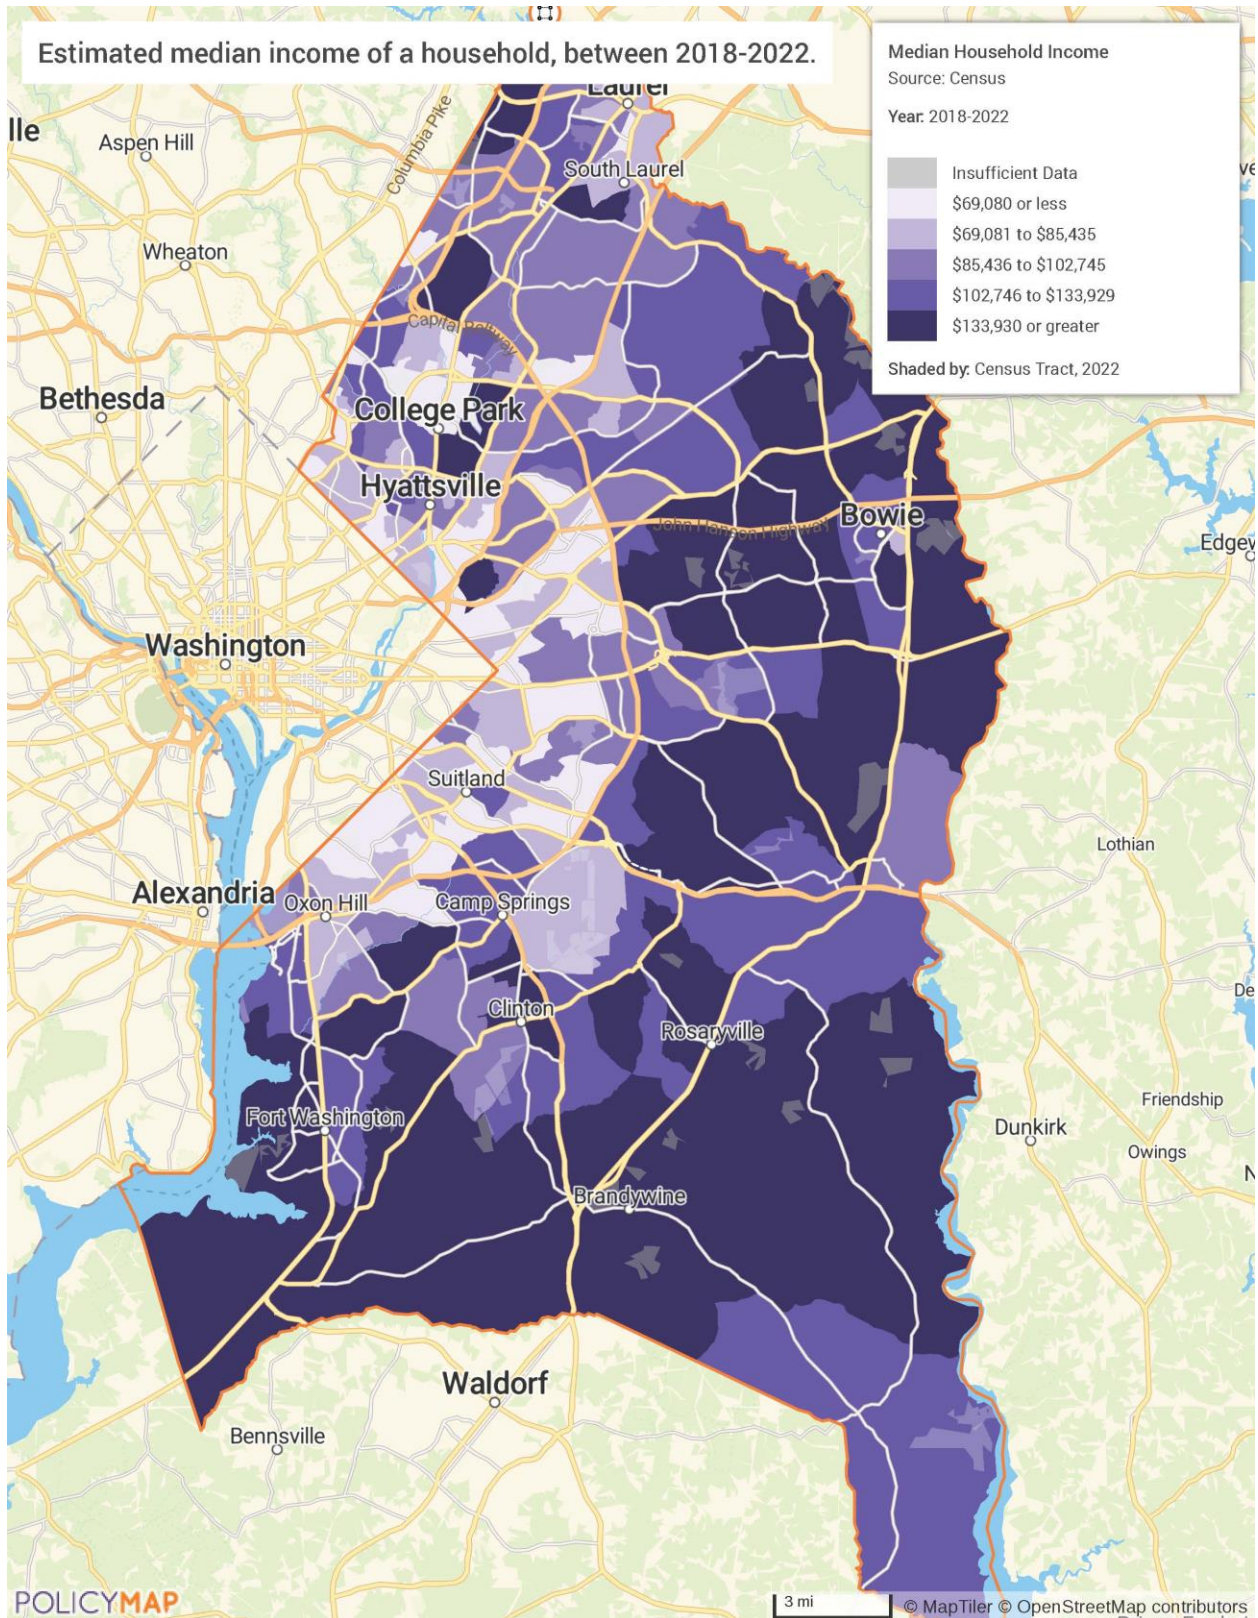 Estimated median income of a household, between 2018-2022.
Median Household Income
Source: Census
Year: 2018-2022
Insufficient Data
$69,080 or less
$69,081 to $85,435
$85,436 to $102,745
$102,746 to $133,929
$133,930 or greater
Shaded by: Census Tract, 2022
Laurel
lle
Aspen Hill
Columbia Pike
South Laurel
Wheaton
Capital Beltway
Bethesda
College Park
Hyattsville
John Hanson Highway
Bowie
Edgew
Washington
Suitland
Lothian
Alexandria
Oxon Hill
Camp Springs
De
Clinton
Rosaryville
Friendship
Fort Washington
Dunkirk
Owings
N
Brandywine
Waldorf
Bennsville
POLICYMAP
3 mi
© MapTiler © OpenStreetMap contributors